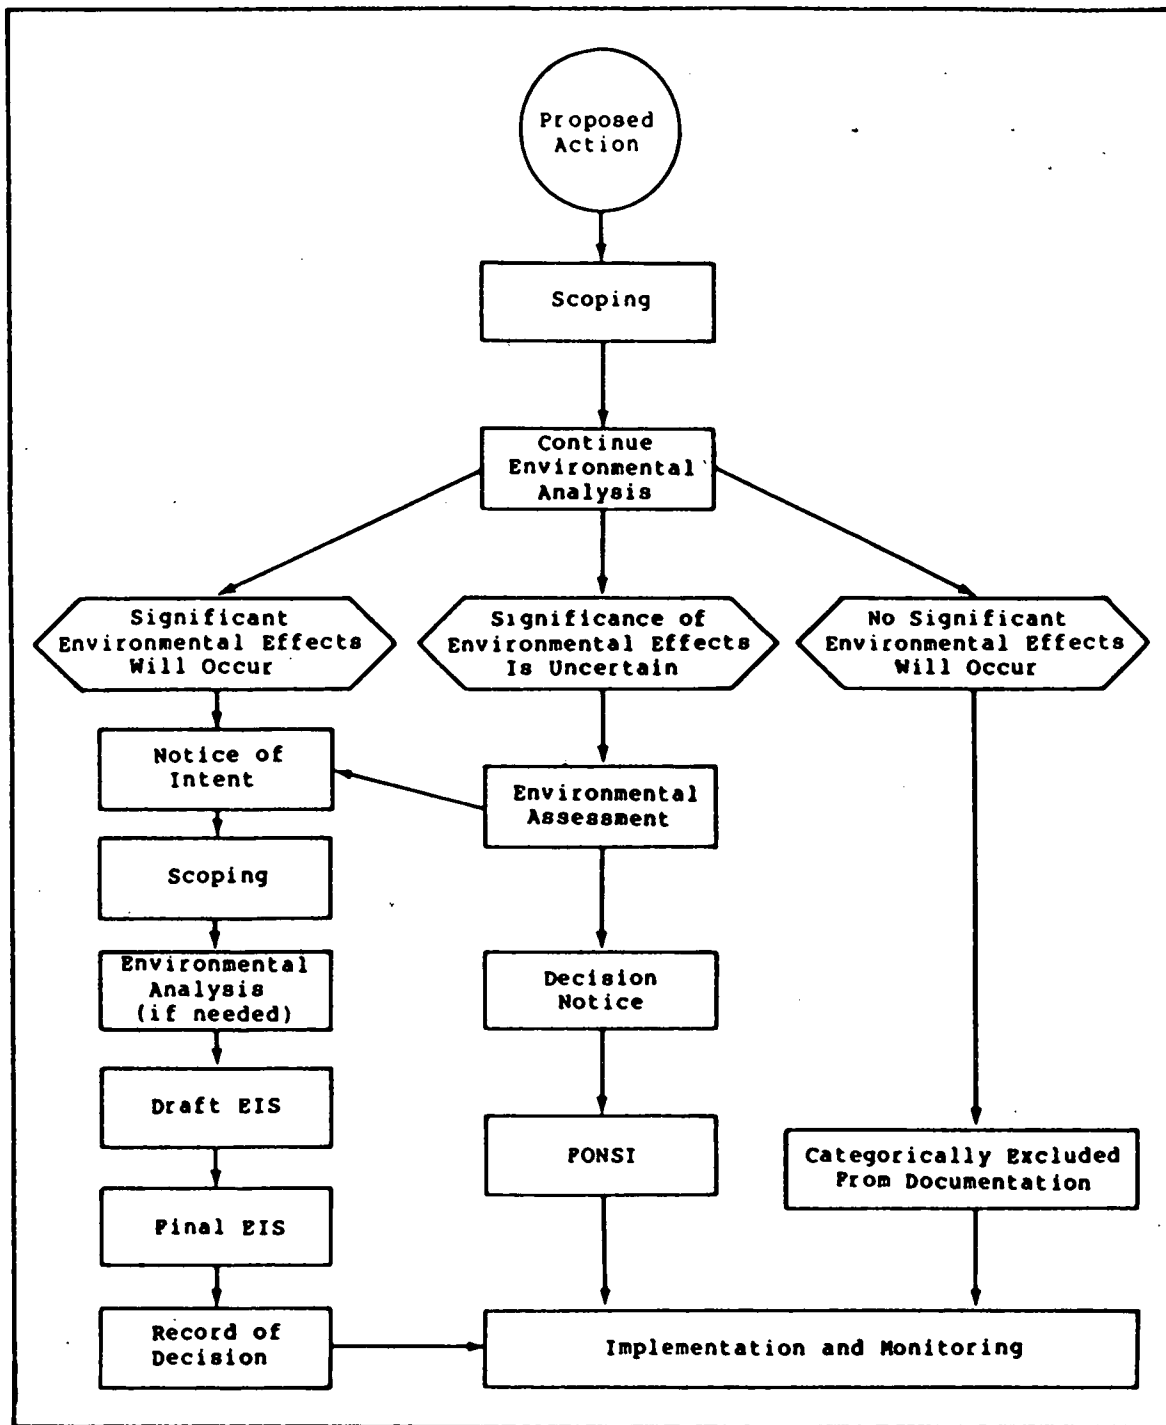 Proposed
Action
Scoping
Continue
Environmental
Analysis
Significant
Environmental Effects
Will Occur
Significance of
Environmental Effects
Is Uncertain
No Significant
Environmental Effects
Will Occur
Notice of
Intent
Environmental
Assessment
Scoping
Environmental
Analysis
(if needed)
Decision
Notice
Draft EIS
FONSI
Categorically Excluded
From Documentation
Final EIS
Record of
Decision
Implementation and Monitoring